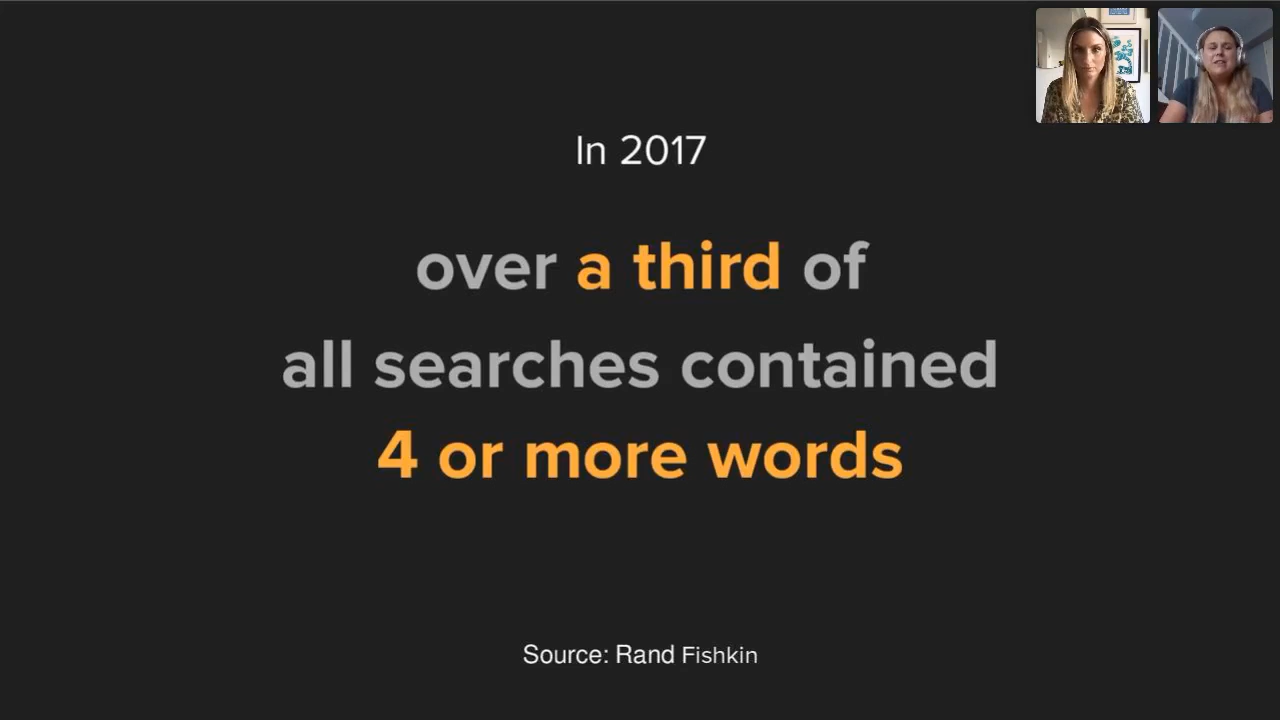 In 2017
over a third of
all searches contained
4 or more words
Source: Rand Fishkin